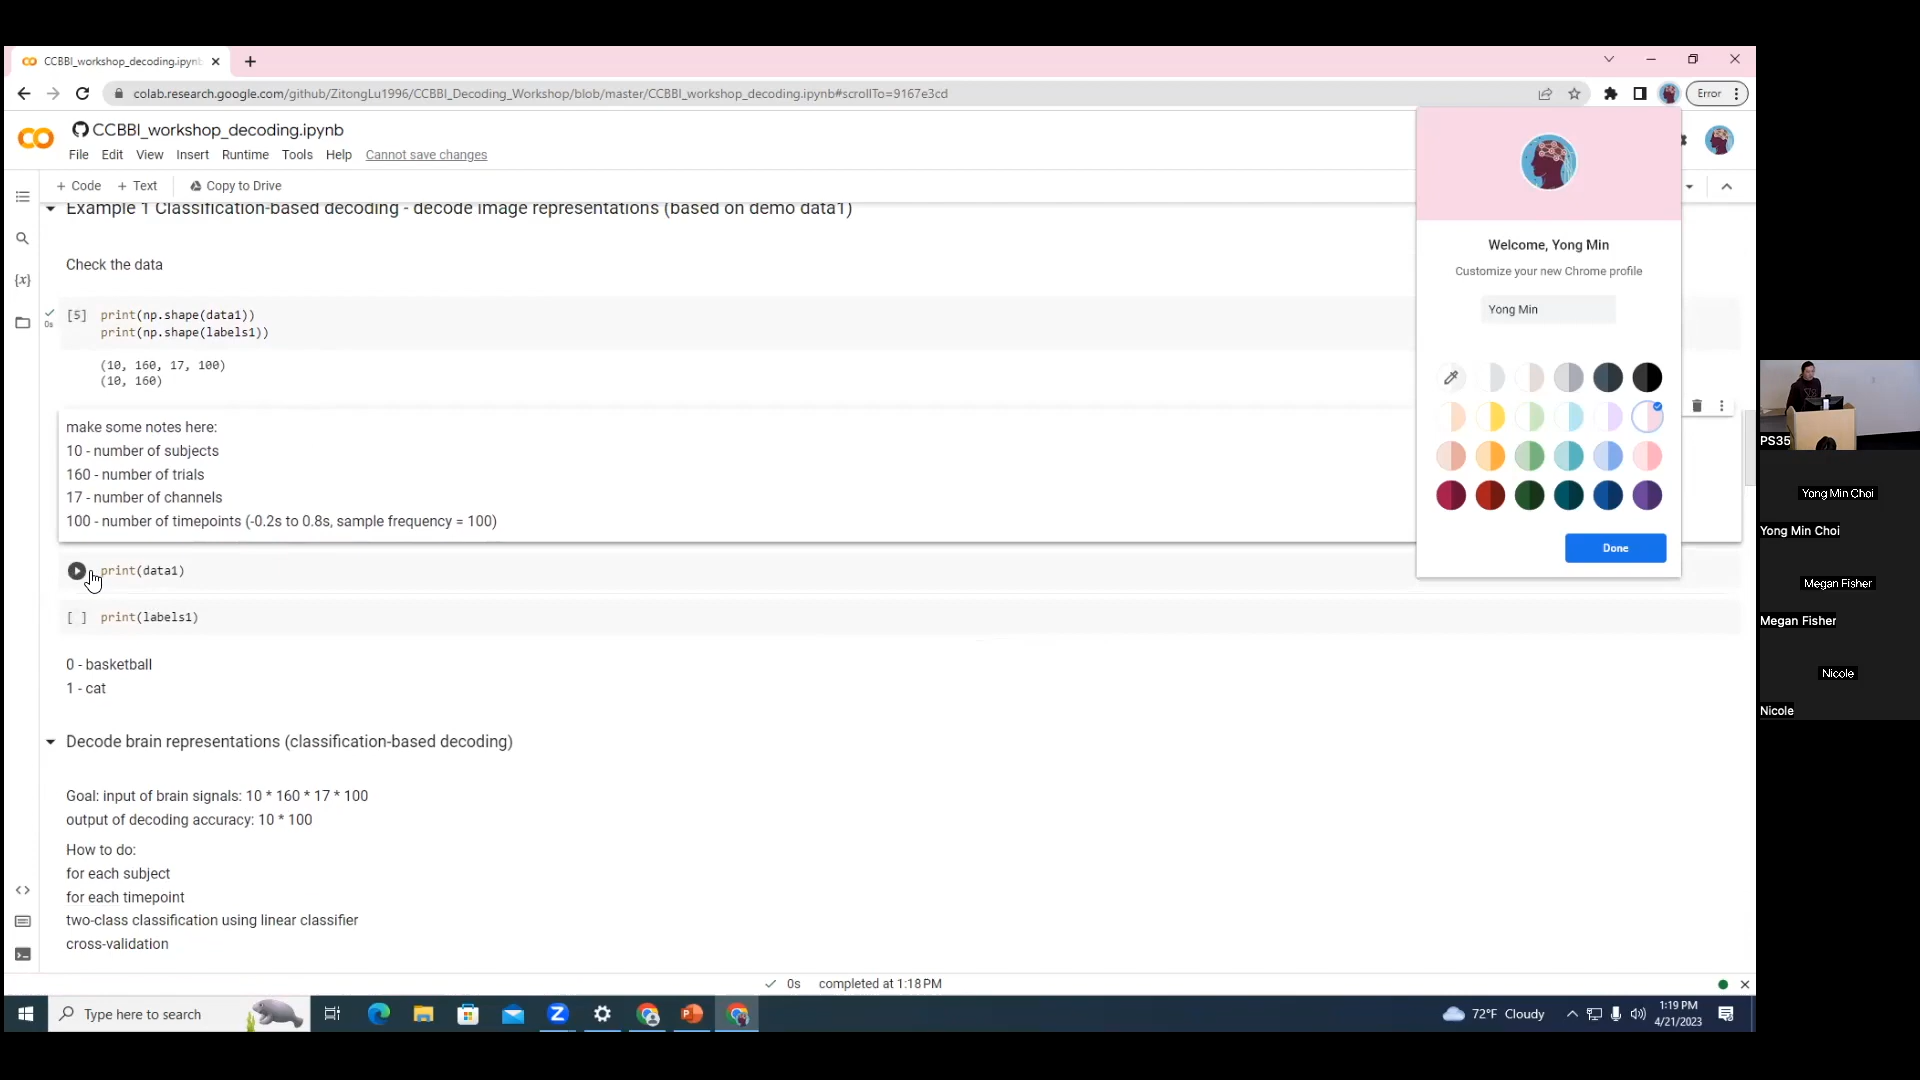 CCBBI_workshop_decoding.ipynb
colab.research.google.com/github/ZitongLu1996/CCBBI_Decoding_Workshop/blob/master/CCBBI_workshop_decoding.ipynb#scrollTo=9167e3cd
Error
CCBBI_workshop_decoding.ipynb
File Edit View Insert Runtime Tools Help Cannot save changes
+ Code + Text Copy to Drive
Example 1 Classification-based decoding - decode image representations (based on demo data1)
Check the data
[5] print(np.shape(data1))
0s
print(np.shape(labels1))
(10, 160, 17, 100)
(10, 160)
make some notes here:
10 - number of subjects
160 - number of trials
17 - number of channels
100 - number of timepoints (-0.2s to 0.8s, sample frequency = 100)
print(data1)
[ ] print(labels1)
0 - basketball
1 - cat
Decode brain representations (classification-based decoding)
Goal: input of brain signals: 10 * 160 * 17 * 100
output of decoding accuracy: 10 * 100
How to do:
for each subject
for each timepoint
two-class classification using linear classifier
cross-validation
{x}
0s completed at 1:18 PM
Welcome, Yong Min
Customize your new Chrome profile
Yong Min
Done
PS35
Yong Min Choi
Yong Min Choi
Megan Fisher
Megan Fisher
Nicole
Nicole
Type here to search
72°F Cloudy
1:19 PM
4/21/2023